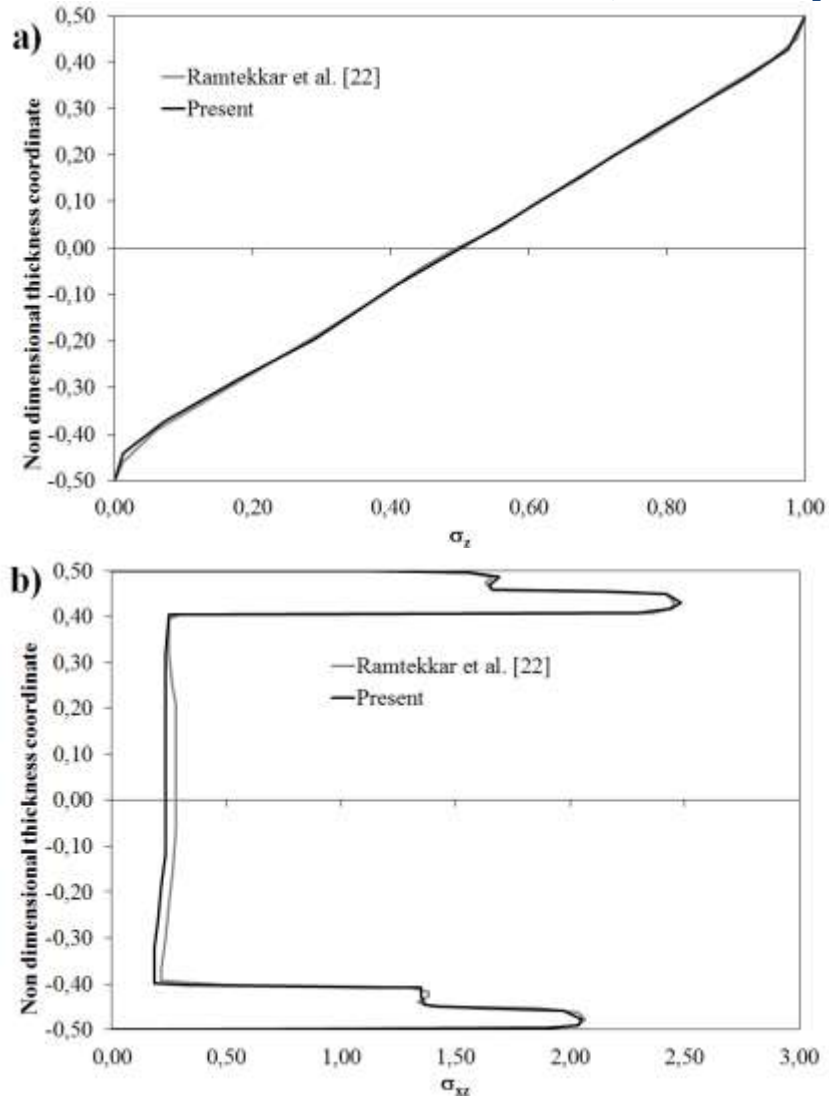 a)
Non dimensional thickness coordinate
0,50
0,40
0,30
0,20
0,10
0,00
-0,10
-0,20
-0,30
-0,40
-0,50
Ramtekkar et al. [22]
Present
0,00 0,20 0,40 0,60 0,80 1,00
σz
b)
Non dimensional thickness coordinate
0,50
0,40
0,30
0,20
0,10
0,00
-0,10
-0,20
-0,30
-0,40
-0,50
Ramtekkar et al. [22]
Present
0,00 0,50 1,00 1,50 2,00 2,50 3,00
σxz